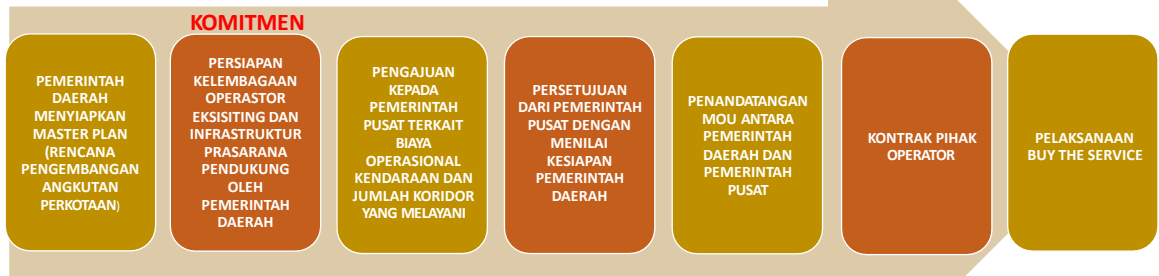 KOMITMEN
PEMERINTAH
DAERAH
MENYIAPKAN
MASTER PLAN
(RENCANA
PENGEMBANGAN
ANGKUTAN
PERKOTAAN)
PERSIAPAN
KELEMBAGAAN
OPERASTOR
EKSISITING DAN
INFRASTRUKTUR
PRASARANA
PENDUKUNG
OLEH
PEMERINTAH
DAERAH
PENGAJUAN
KEPADA
PEMERINTAH
PUSAT TERKAIT
BIAYA
OPERASIONAL
KENDARAAN DAN
JUMLAH KORIDOR
YANG MELAYANI
PERSETUJUAN
DARI PEMERINTAH
PUSAT DENGAN
MENILAI
KESIAPAN
PEMERINTAH
DAERAH
PENANDATANGAN
MOU ANTARA
PEMERINTAH
DAERAH DAN
PEMERINTAH
PUSAT
KONTRAK PIHAK
OPERATOR
PELAKSANAAN
BUY THE SERVICE